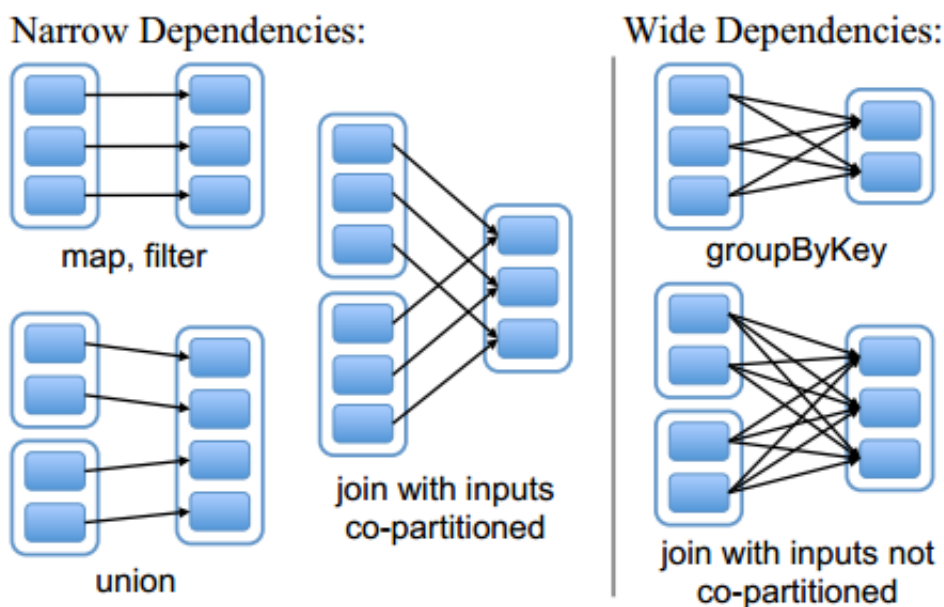 Narrow Dependencies:
map, filter
union
join with inputs
co-partitioned
Wide Dependencies:
groupByKey
join with inputs not
co-partitioned